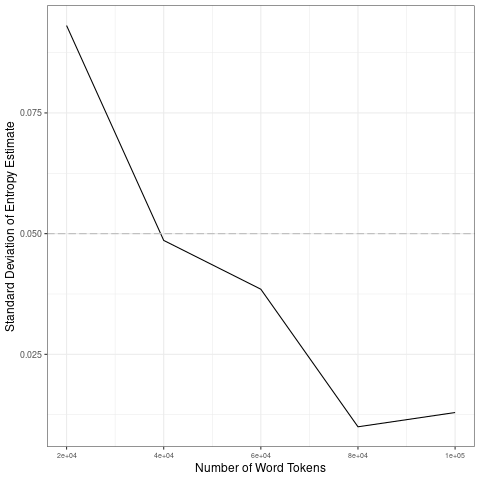 Standard Deviation of Entropy Estimate
0.075
0.050
0.025
2e+04 4e+04 6e+04 8e+04 1e+05
Number of Word Tokens